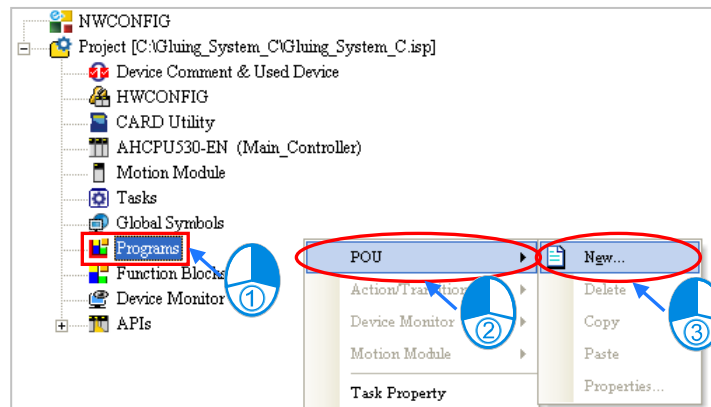 NWCONFIG
Project [C:\Gluing_System_C\Gluing_System_C.isp]
Device Comment & Used Device
HWCONFIG
CARD Utility
AHCPU530-EN (Main_Controller)
Motion Module
Tasks
Global Symbols
Programs
Function Blocks
Device Monitor
APIs
1
POU
Action/Transition
Device Monitor
Motion Module
Task Property
2
New...
Delete
Copy
Paste
Properties...
3